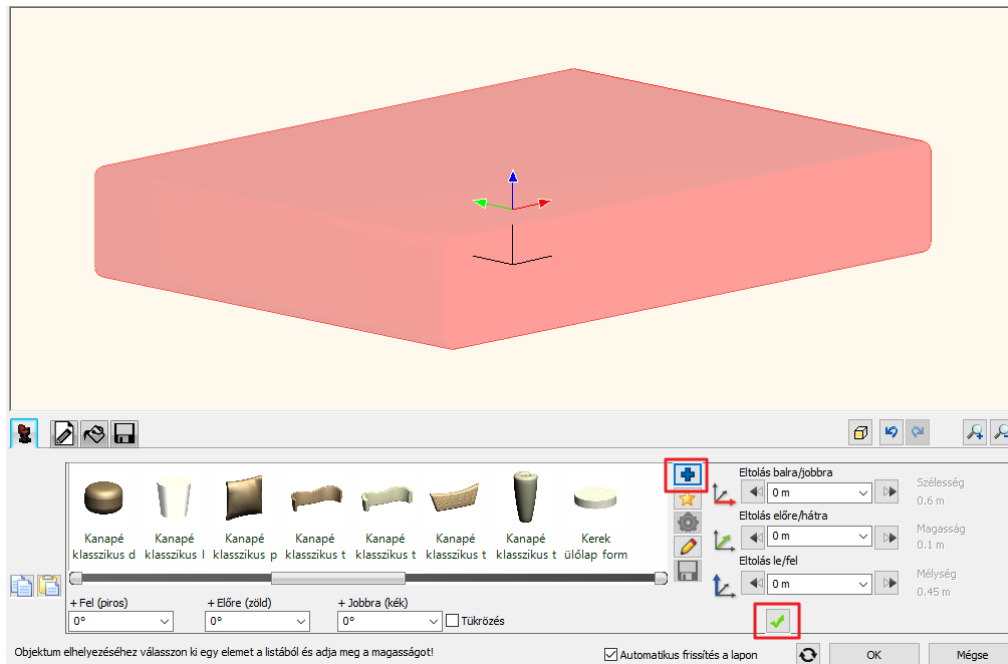 Eltolás balra/jobbra
0 m
Szélesség
0.6 m
Eltolás előre/hátra
0 m
Magasság
0.1 m
Eltolás le/fel
0 m
Mélység
0.45 m
Kanapé klasszikus d
Kanapé klasszikus l
Kanapé klasszikus p
Kanapé klasszikus t
Kanapé klasszikus t
Kanapé klasszikus t
Kanapé klasszikus t
Kerek ülőlap form
+ Fel (piros)
+ Előre (zöld)
+ Jobbra (kék)
0°
0°
0°
Tükrözés
Objektum elhelyezéséhez válasszon ki egy elemet a listából és adja meg a magasságot!
Automatikus frissítés a lapon
OK
Mégse